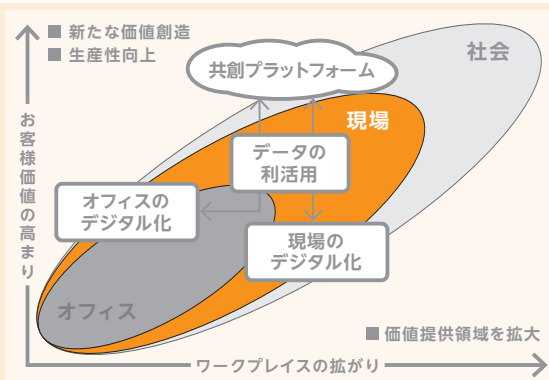 ■ 新たな価値創造
■ 生産性向上
社会
共創プラットフォーム
現場
お客様価値の高まり
データの
利活用
オフィスの
デジタル化
現場の
デジタル化
オフィス
■ 価値提供領域を拡大
ワークプレイスの拡がり